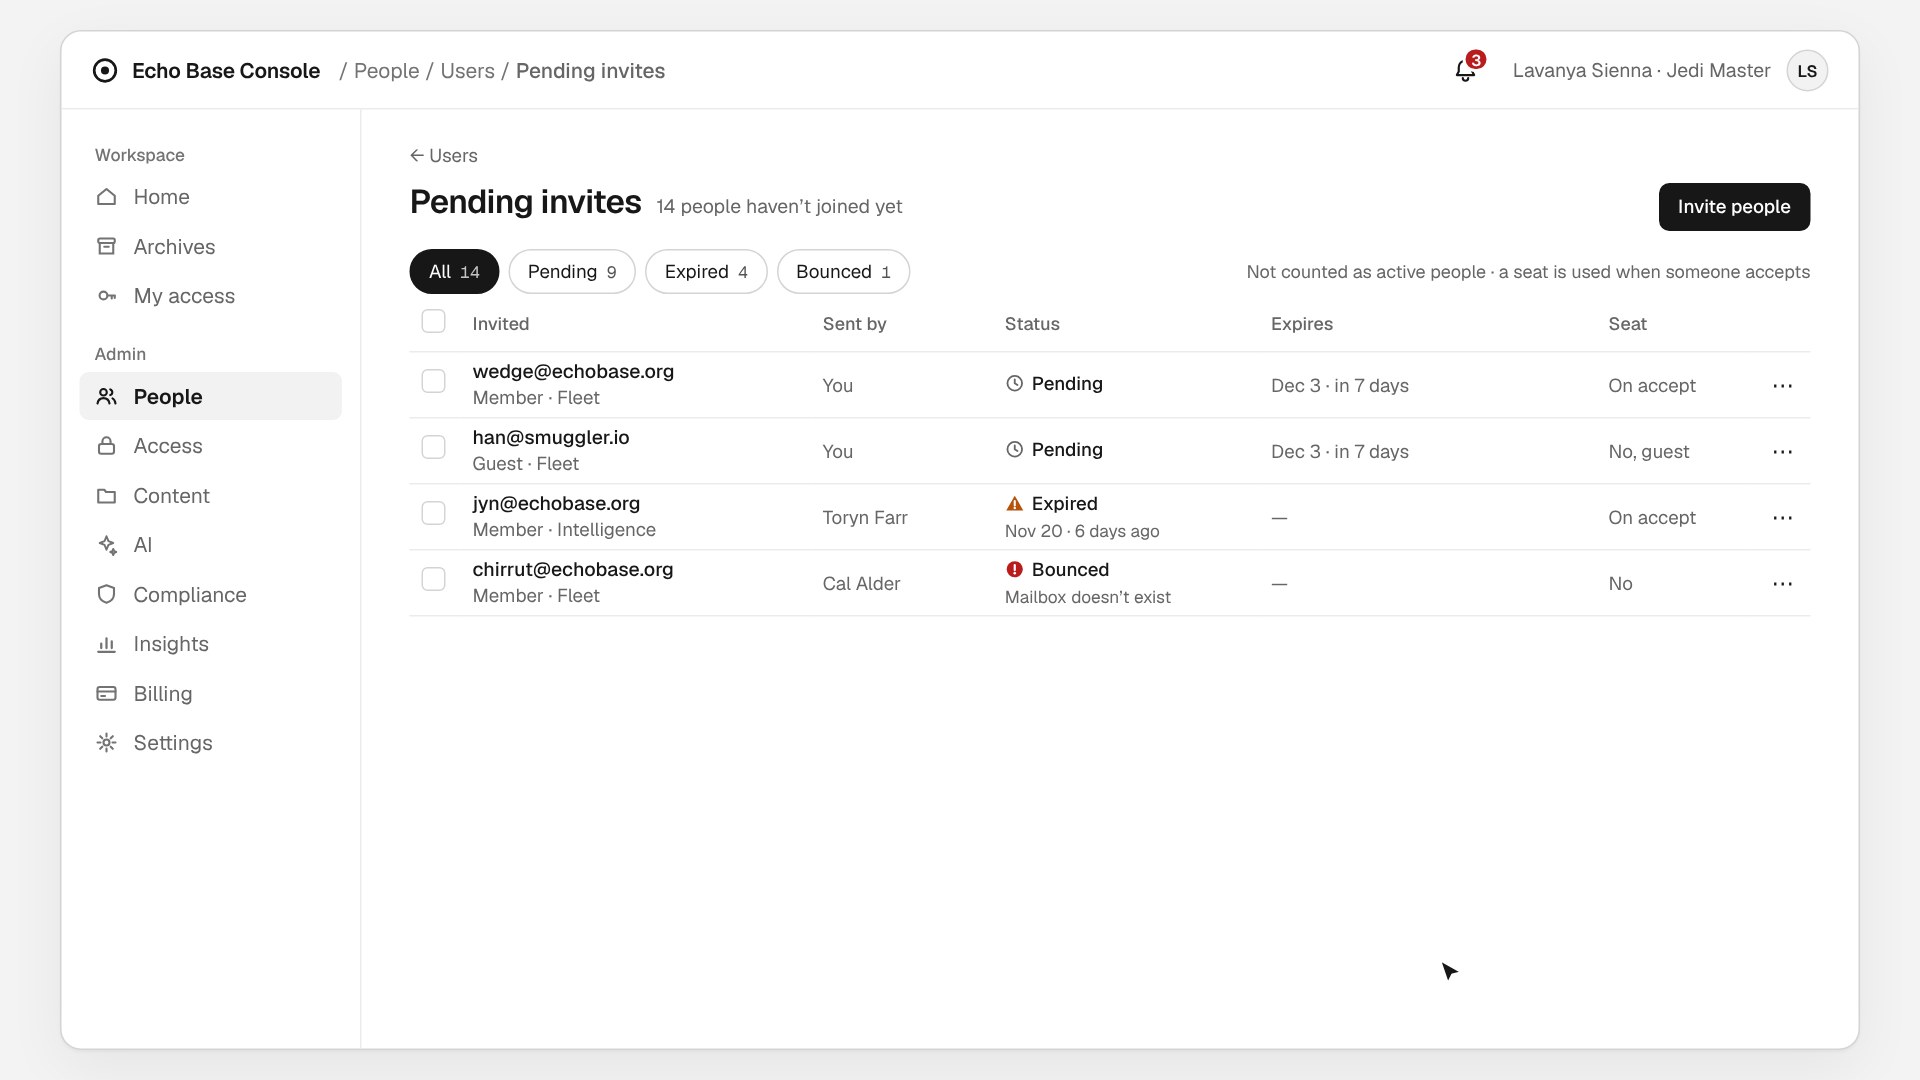 Echo Base Console / People / Users / Pending invites
3
Lavanya Sienna · Jedi Master LS
Workspace
Home
Archives
My access
Admin
People
Access
Content
AI
Compliance
Insights
Billing
Settings
← Users
Pending invites 14 people haven’t joined yet
Invite people
All 14 Pending 9 Expired 4 Bounced 1
Not counted as active people · a seat is used when someone accepts
Invited Sent by Status Expires Seat
wedge@echobase.org
Member · Fleet
You
Pending
Dec 3 · in 7 days
On accept
···
han@smuggler.io
Guest · Fleet
You
Pending
Dec 3 · in 7 days
No, guest
···
jyn@echobase.org
Member · Intelligence
Toryn Farr
Expired
Nov 20 · 6 days ago
—
On accept
···
chirrut@echobase.org
Member · Fleet
Cal Alder
Bounced
Mailbox doesn’t exist
—
No
···